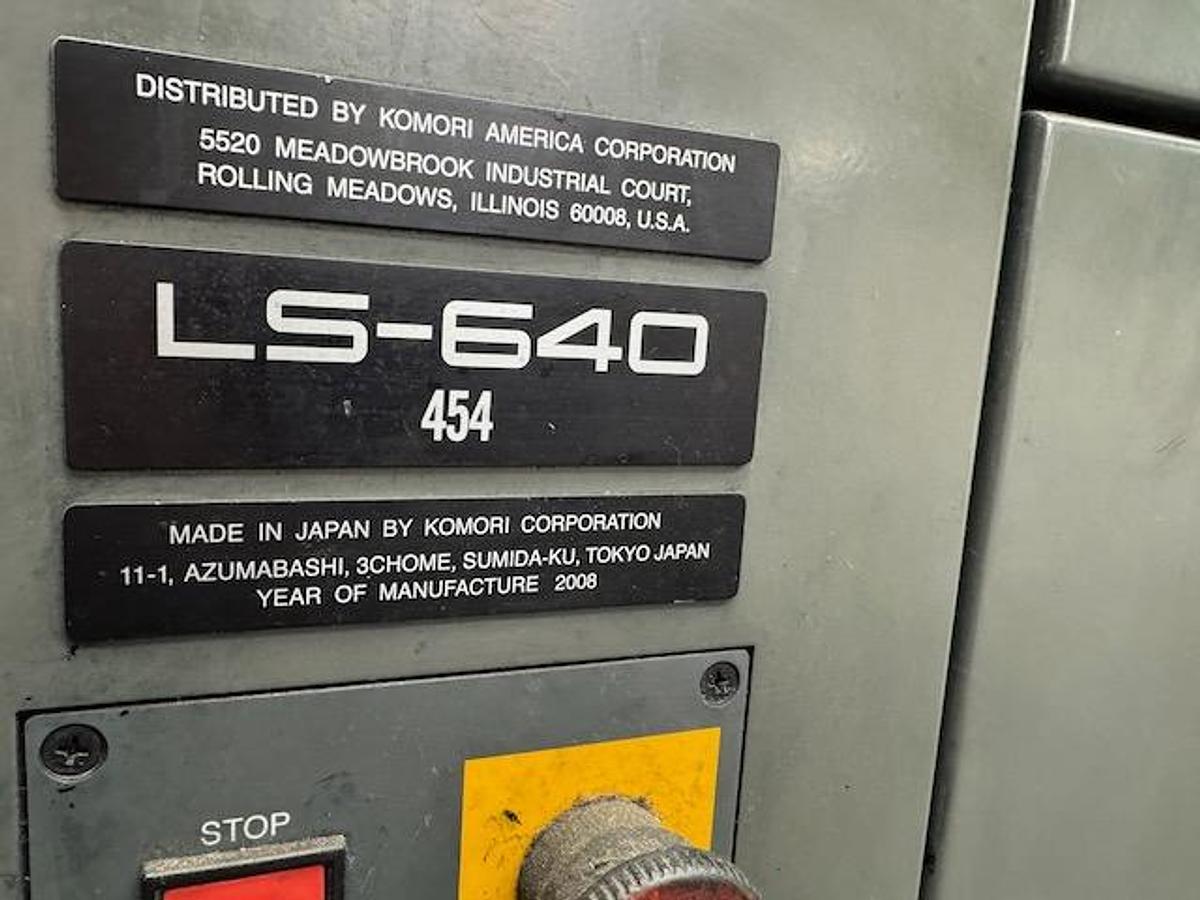 DISTRIBUTED BY KOMORI AMERICA CORPORATION
5520 MEADOWBROOK INDUSTRIAL COURT,
ROLLING MEADOWS, ILLINOIS 60008, U.S.A.
LS-640
454
MADE IN JAPAN BY KOMORI CORPORATION
11-1, AZUMABASHI, 3CHOME, SUMIDA-KU, TOKYO JAPAN
YEAR OF MANUFACTURE 2008
STOP